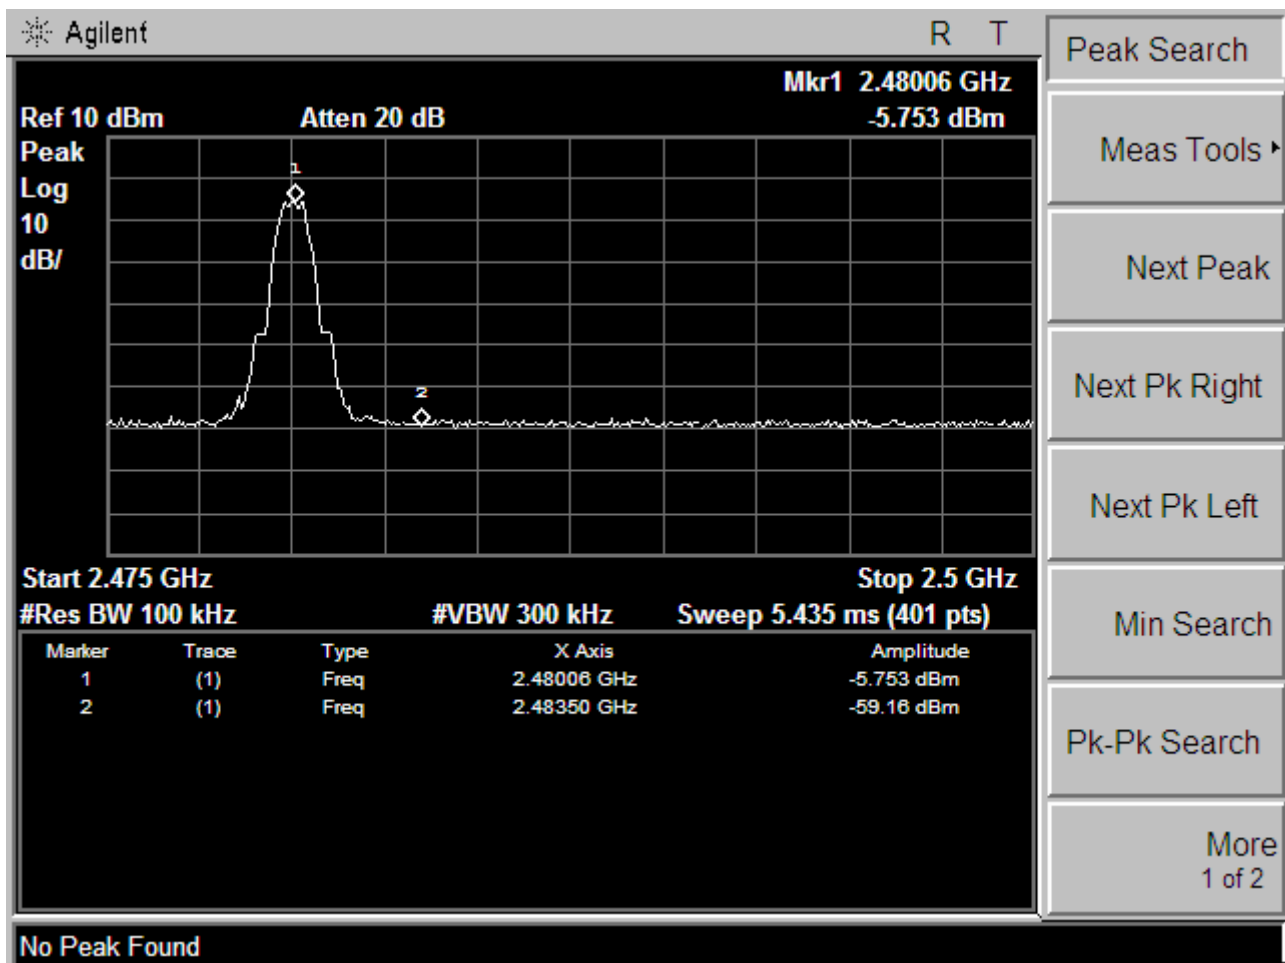 Agilent
R T
Mkr1 2.48006 GHz
Ref 10 dBm Atten 20 dB -5.753 dBm
Peak
Log
10
dB/
1
2
Start 2.475 GHz Stop 2.5 GHz
#Res BW 100 kHz #VBW 300 kHz Sweep 5.435 ms (401 pts)
Marker Trace Type X Axis Amplitude
1 (1) Freq 2.48006 GHz -5.753 dBm
2 (1) Freq 2.48350 GHz -59.16 dBm
No Peak Found
Peak Search
Meas Tools
Next Peak
Next Pk Right
Next Pk Left
Min Search
Pk-Pk Search
More
1 of 2